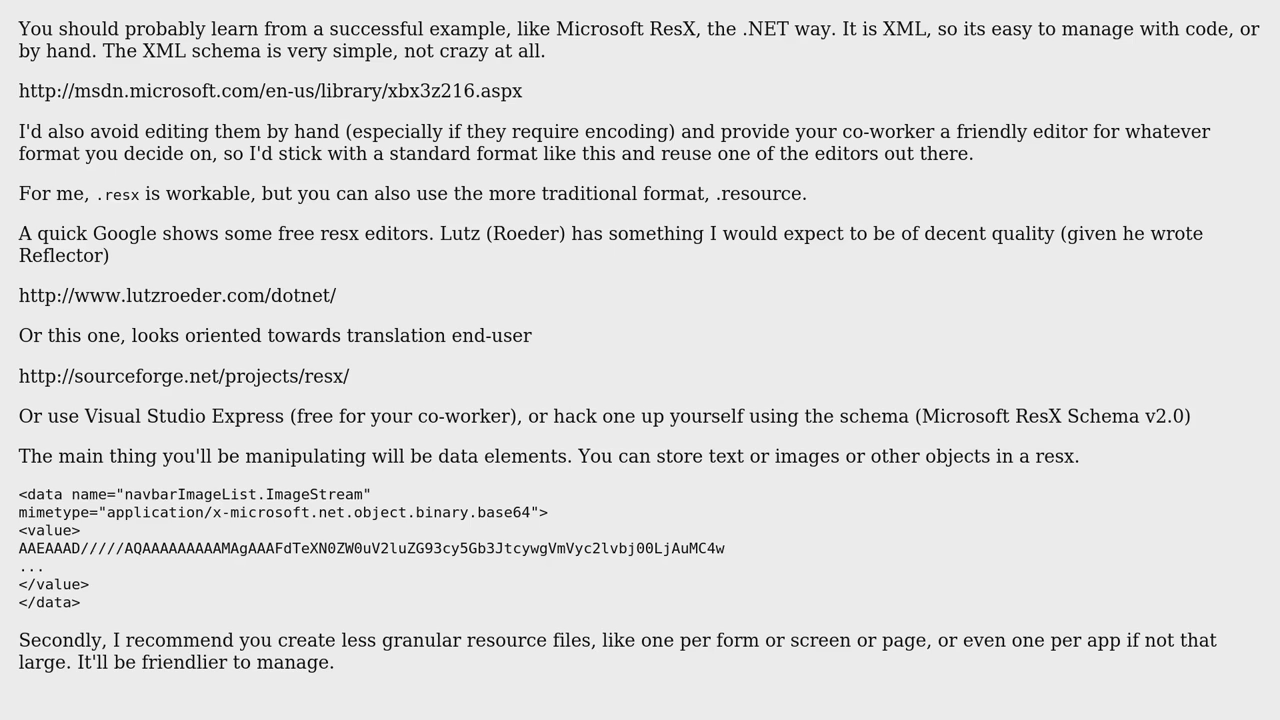 You should probably learn from a successful example, like Microsoft ResX, the .NET way. It is XML, so its easy to manage with code, or
by hand. The XML schema is very simple, not crazy at all.
http://msdn.microsoft.com/en-us/library/xbx3z216.aspx
I'd also avoid editing them by hand (especially if they require encoding) and provide your co-worker a friendly editor for whatever
format you decide on, so I'd stick with a standard format like this and reuse one of the editors out there.
For me, .resx is workable, but you can also use the more traditional format, .resource.
A quick Google shows some free resx editors. Lutz (Roeder) has something I would expect to be of decent quality (given he wrote
Reflector)
http://www.lutzroeder.com/dotnet/
Or this one, looks oriented towards translation end-user
http://sourceforge.net/projects/resx/
Or use Visual Studio Express (free for your co-worker), or hack one up yourself using the schema (Microsoft ResX Schema v2.0)
The main thing you'll be manipulating will be data elements. You can store text or images or other objects in a resx.
<data name="navbarImageList.ImageStream"
mimetype="application/x-microsoft.net.object.binary.base64">
<value>
AAEAAAD/////AQAAAAAAAAAMAgAAAFdTeXN0ZW0uV2luZG93cy5Gb3JtcywgVmVyc2lvbj00LjAuMC4w
...
</value>
</data>
Secondly, I recommend you create less granular resource files, like one per form or screen or page, or even one per app if not that
large. It'll be friendlier to manage.